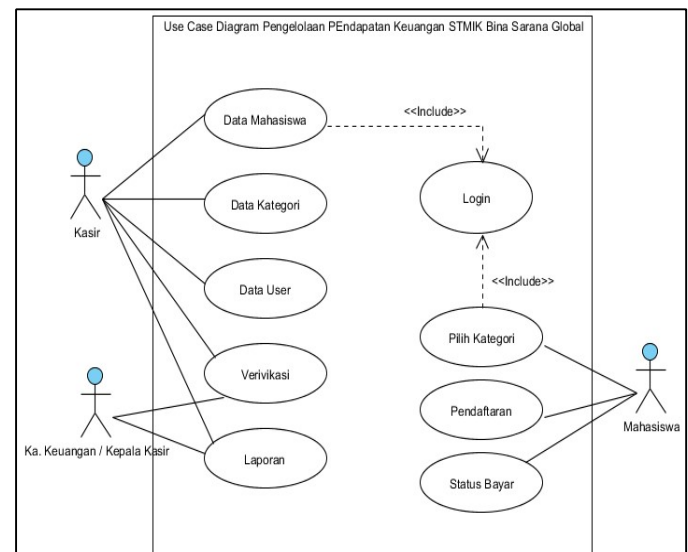 Use Case Diagram Pengelolaan PEndapatan Keuangan STMIK Bina Sarana Global
Data Mahasiswa
<<Include>>
Login
Kasir
Data Kategori
Data User
<<Include>>
Pilih Kategori
Verivikasi
Pendaftaran
Mahasiswa
Ka. Keuangan / Kepala Kasir
Laporan
Status Bayar